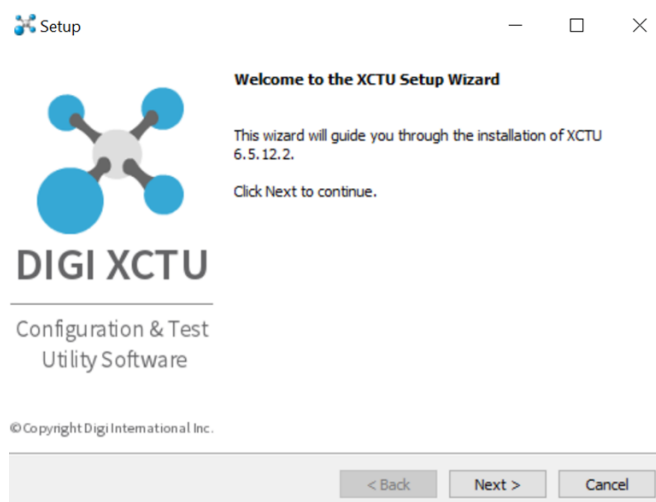 Setup
Welcome to the XCTU Setup Wizard
This wizard will guide you through the installation of XCTU
6.5.12.2.
Click Next to continue.
DIGI XCTU
Configuration & Test
Utility Software
©Copyright Digi International Inc.
< Back
Next >
Cancel